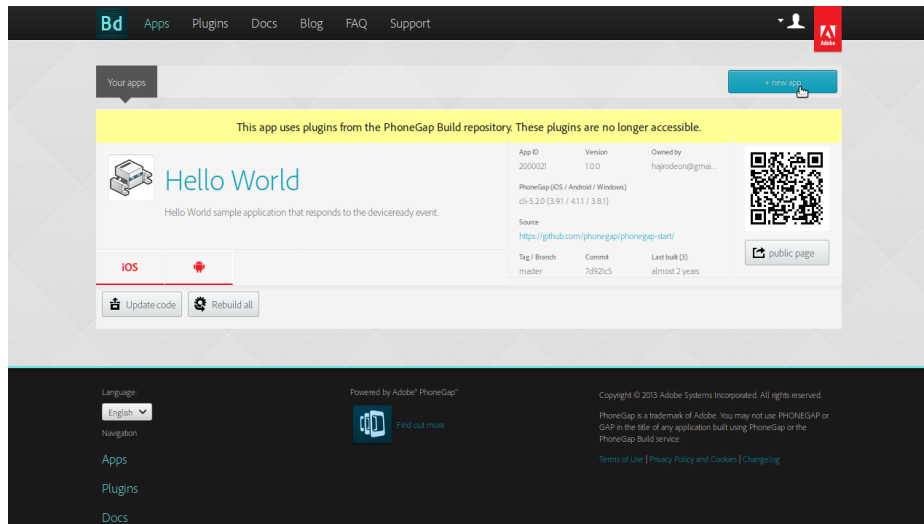 Bd Apps Plugins Docs Blog FAQ Support
Adobe
Your apps
+ new app
This app uses plugins from the PhoneGap Build repository. These plugins are no longer accessible.
Hello World
Hello World sample application that responds to the deviceready event.
App ID Version Owned by
2000021 1.0.0 hajrodeon@gmai...
PhoneGap (iOS / Android / Windows)
cli-5.2.0 (3.9.1 / 4.1.1 / 3.8.1)
Source
https://github.com/phonegap/phonegap-start/
Tag / Branch Commit Last built (3)
master 7d921c5 almost 2 years
public page
iOS
Update code Rebuild all
Language:
English
Navigation
Apps
Plugins
Docs
Powered by Adobe® PhoneGap™
Find out more
Copyright © 2013 Adobe Systems Incorporated. All rights reserved.
PhoneGap is a trademark of Adobe. You may not use PHONEGAP or
GAP in the title of any application built using PhoneGap or the
PhoneGap Build service.
Terms of Use | Privacy Policy and Cookies | Changelog